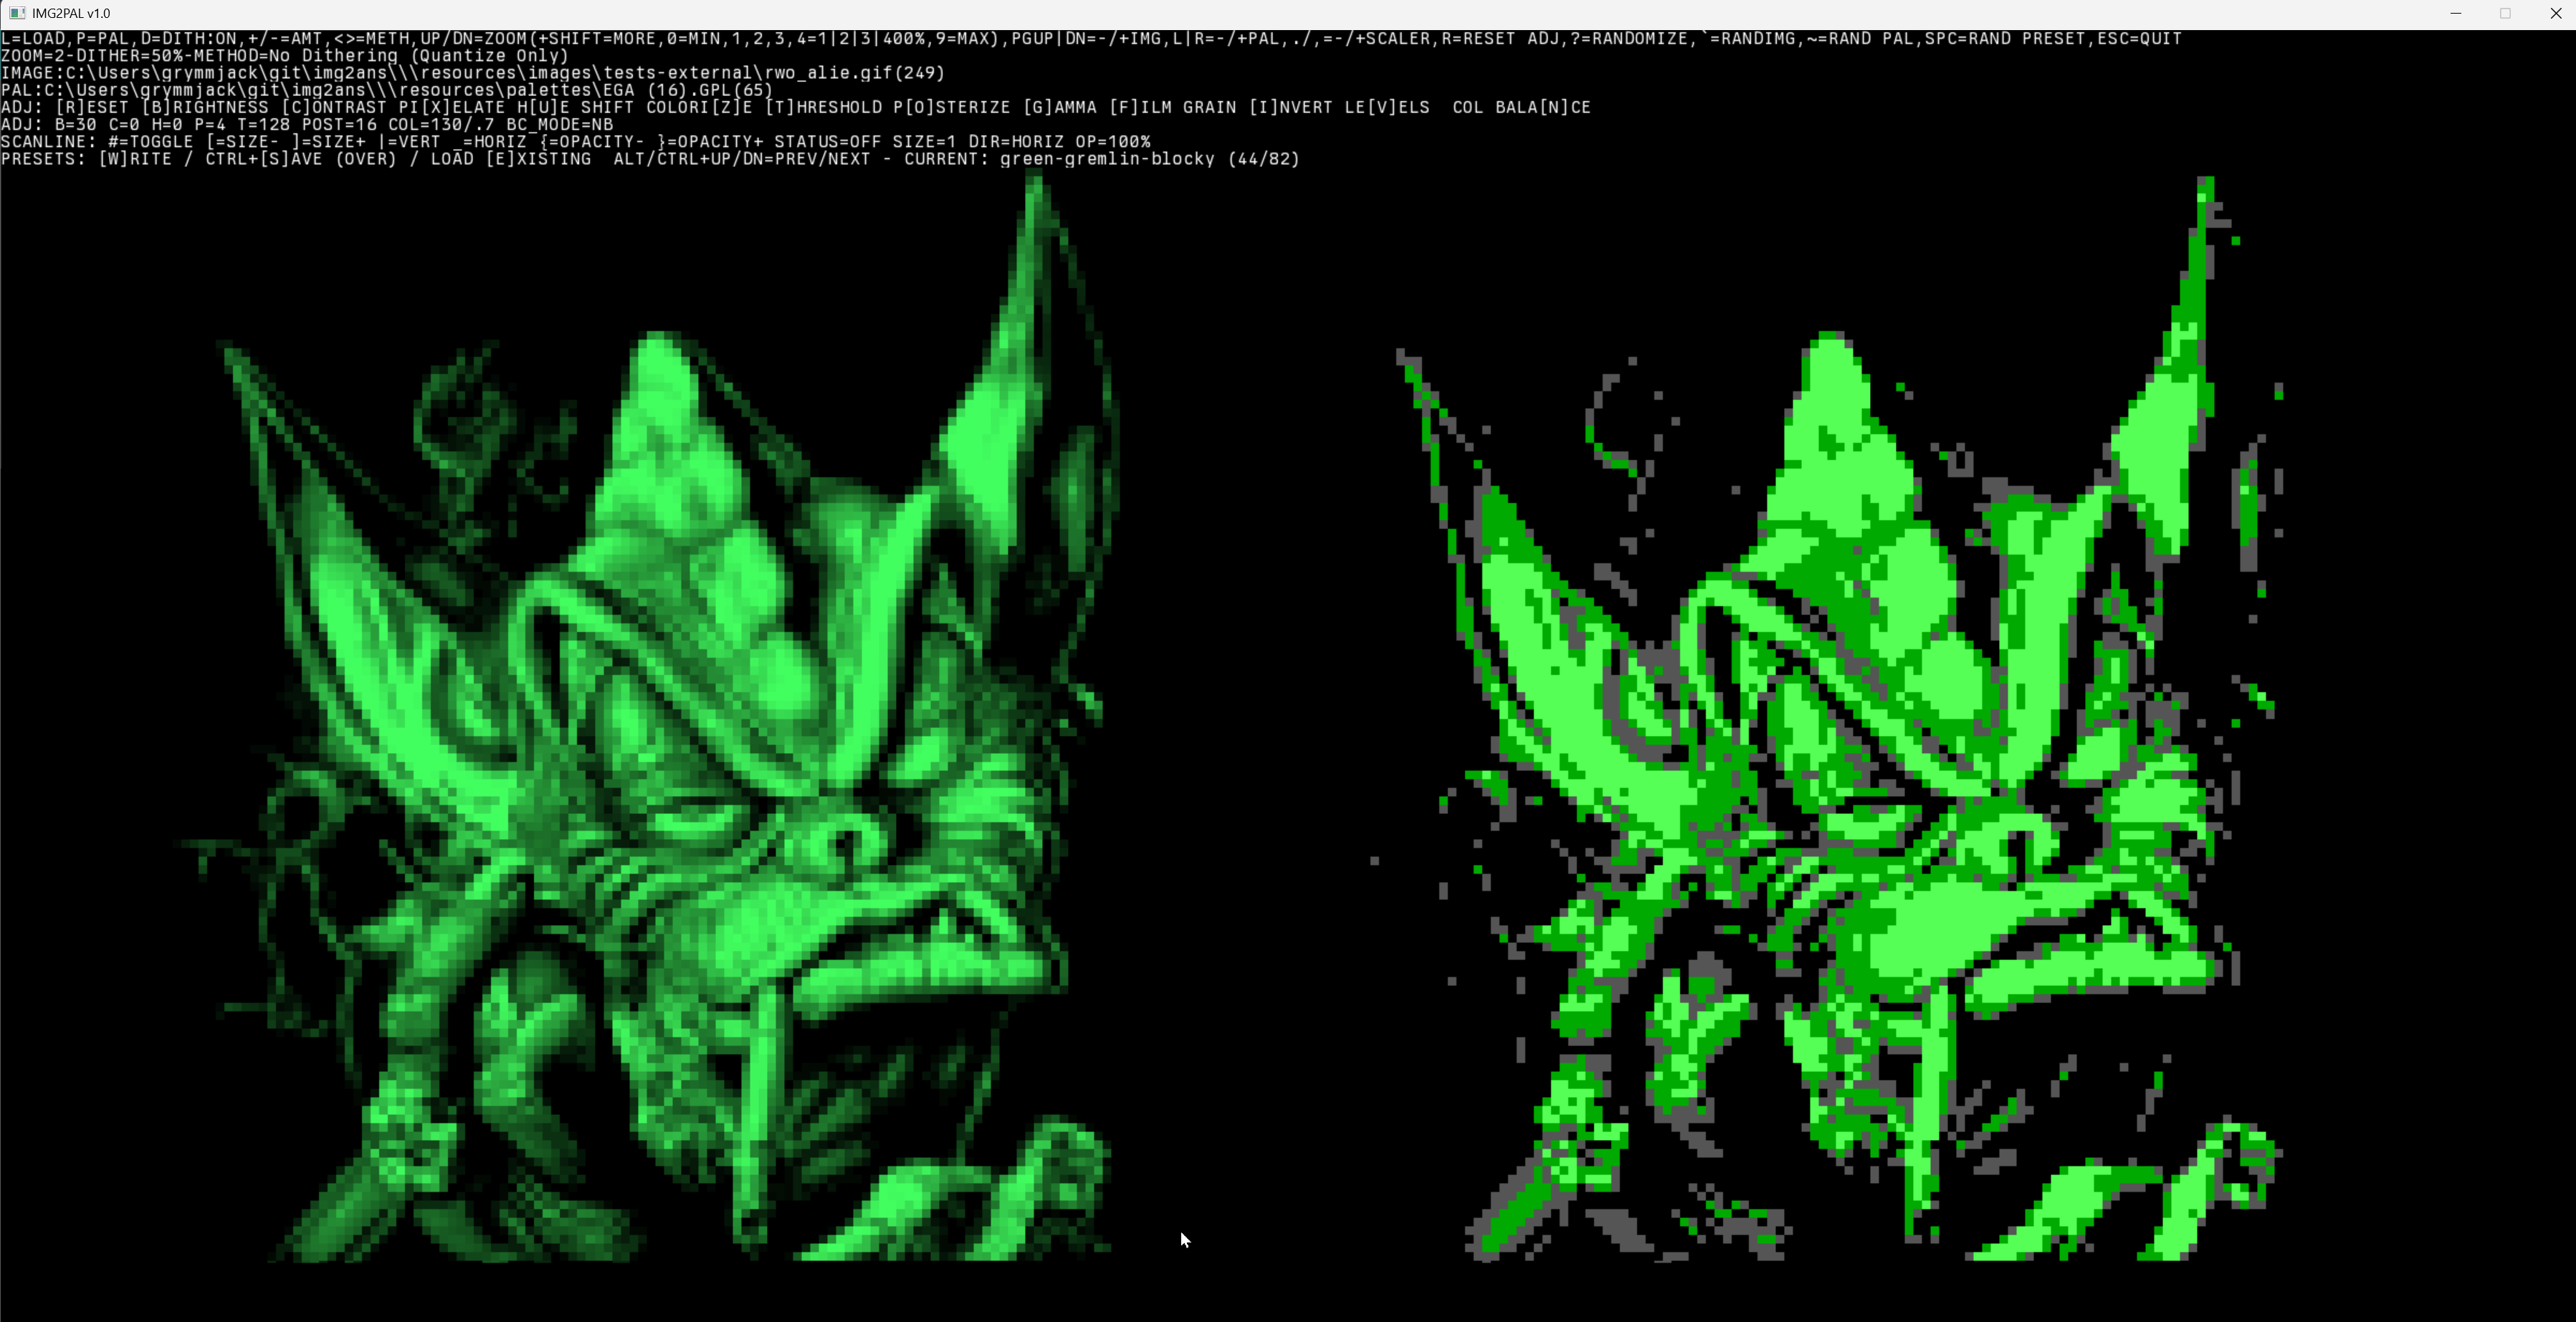 IMG2PAL v1.0
L=LOAD,P=PAL,D=DITH:ON,+/-=AMT,<>=METH,UP/DN=ZOOM(+SHIFT=MORE,0=MIN,1,2,3,4=1|2|3|400%,9=MAX),PGUP|DN=-/+IMG,L|R=-/+PAL,./,=-/+SCALER,R=RESET ADJ,?=RANDOMIZE,`=RANDIMG,~=RAND PAL,SPC=RAND PRESET,ESC=QUIT
ZOOM=2-DITHER=50%-METHOD=No Dithering (Quantize Only)
IMAGE:C:\Users\grymmjack\git\img2ans\\\resources\images\tests-external\rwo_alie.gif(249)
PAL:C:\Users\grymmjack\git\img2ans\\\resources\palettes\EGA (16).GPL(65)
ADJ: [R]ESET [B]RIGHTNESS [C]ONTRAST PI[X]ELATE H[U]E SHIFT COLORI[Z]E [T]HRESHOLD P[O]STERIZE [G]AMMA [F]ILM GRAIN [I]NVERT LE[V]ELS  COL BALA[N]CE
ADJ: B=30 C=0 H=0 P=4 T=128 POST=16 COL=130/.7 BC_MODE=NB
SCANLINE: #=TOGGLE [=SIZE- ]=SIZE+ |=VERT _=HORIZ {=OPACITY- }=OPACITY+ STATUS=OFF SIZE=1 DIR=HORIZ OP=100%
PRESETS: [W]RITE / CTRL+[S]AVE (OVER) / LOAD [E]XISTING  ALT/CTRL+UP/DN=PREV/NEXT - CURRENT: green-gremlin-blocky (44/82)